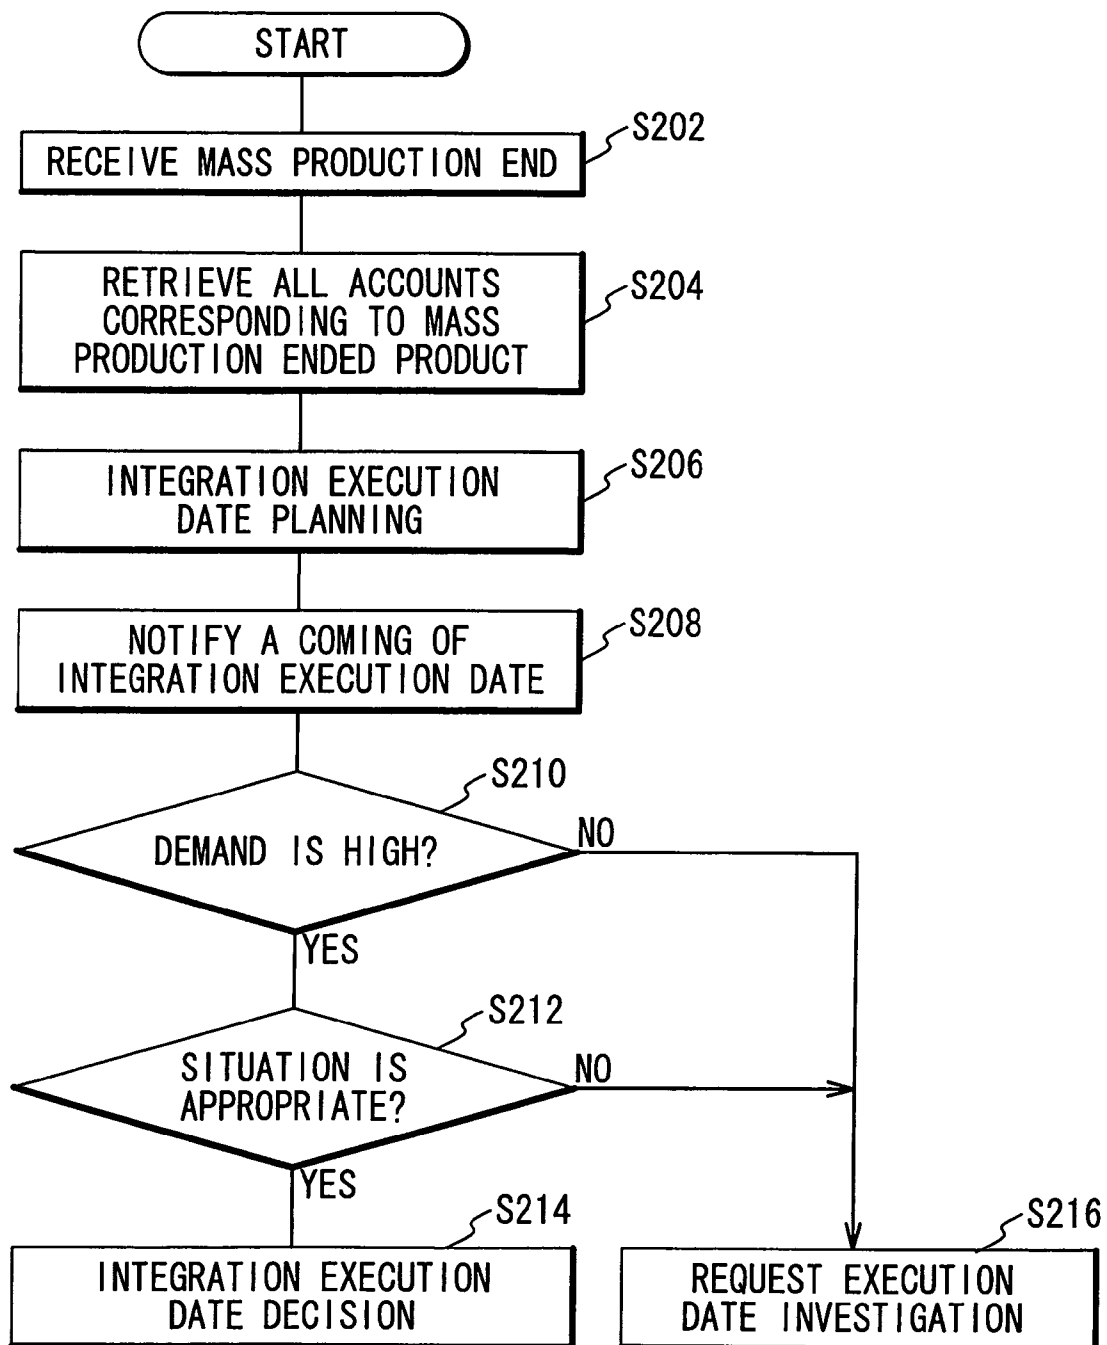 START
S202
RECEIVE MASS PRODUCTION END
S204
RETRIEVE ALL ACCOUNTS
CORRESPONDING TO MASS
PRODUCTION ENDED PRODUCT
S206
INTEGRATION EXECUTION
DATE PLANNING
S208
NOTIFY A COMING OF
INTEGRATION EXECUTION DATE
S210
DEMAND IS HIGH?
NO
YES
S212
SITUATION IS
APPROPRIATE?
NO
YES
S214
INTEGRATION EXECUTION
DATE DECISION
S216
REQUEST EXECUTION
DATE INVESTIGATION